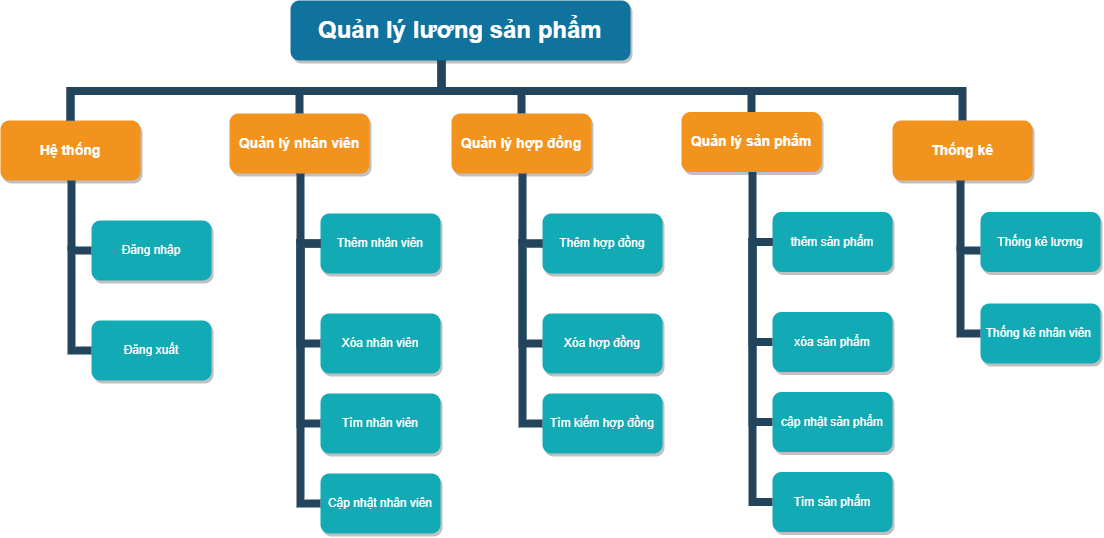 Quản lý lương sản phẩm
Hệ thống
Quản lý nhân viên
Quản lý hợp đồng
Quản lý sản phẩm
Thống kê
Đăng nhập
Đăng xuất
Thêm nhân viên
Xóa nhân viên
Tìm nhân viên
Cập nhật nhân viên
Thêm hợp đồng
Xóa hợp đồng
Tìm kiếm hợp đồng
thêm sản phẩm
xóa sản phẩm
cập nhật sản phẩm
Tìm sản phẩm
Thống kê lương
Thống kê nhân viên